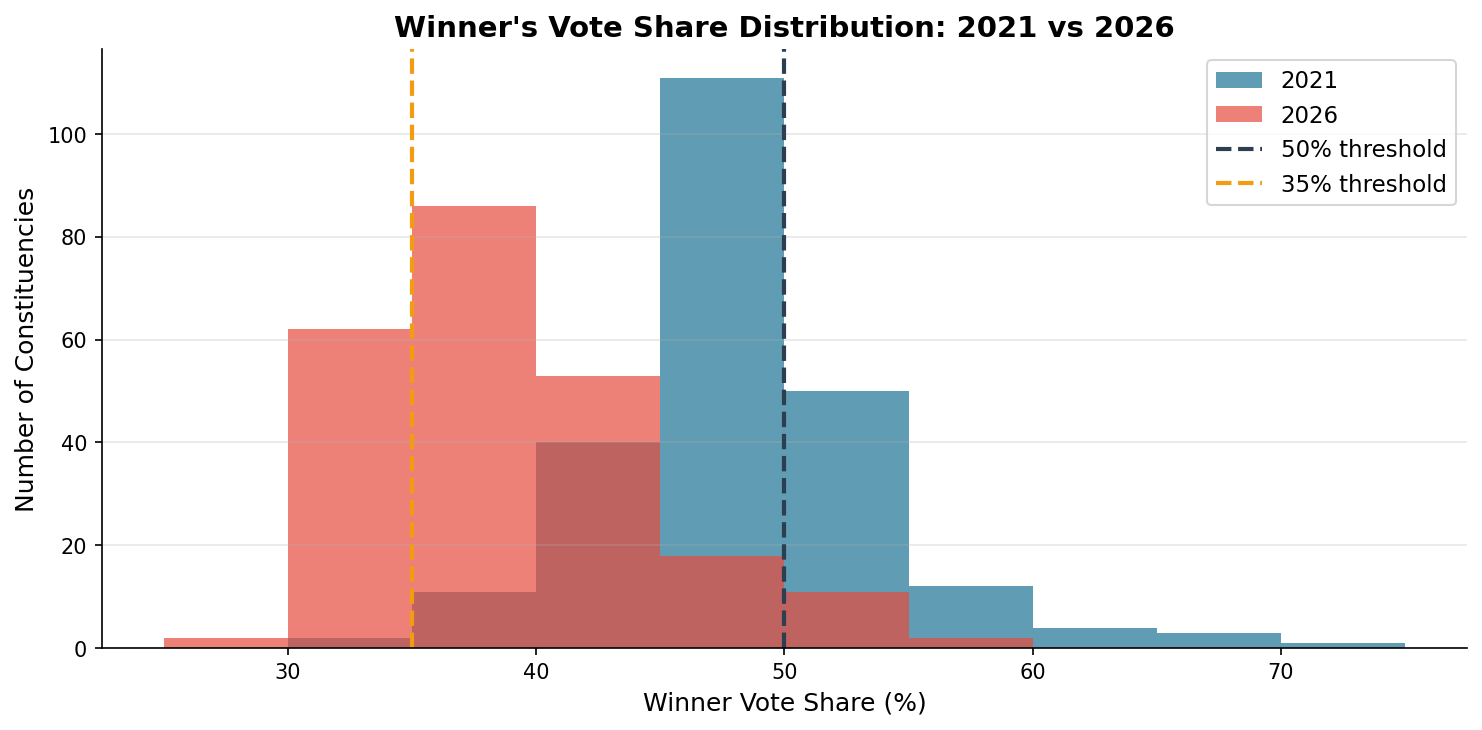 Winner's Vote Share Distribution: 2021 vs 2026
2021
2026
50% threshold
35% threshold
Number of Constituencies
100
80
60
40
20
0
30
40
50
60
70
Winner Vote Share (%)